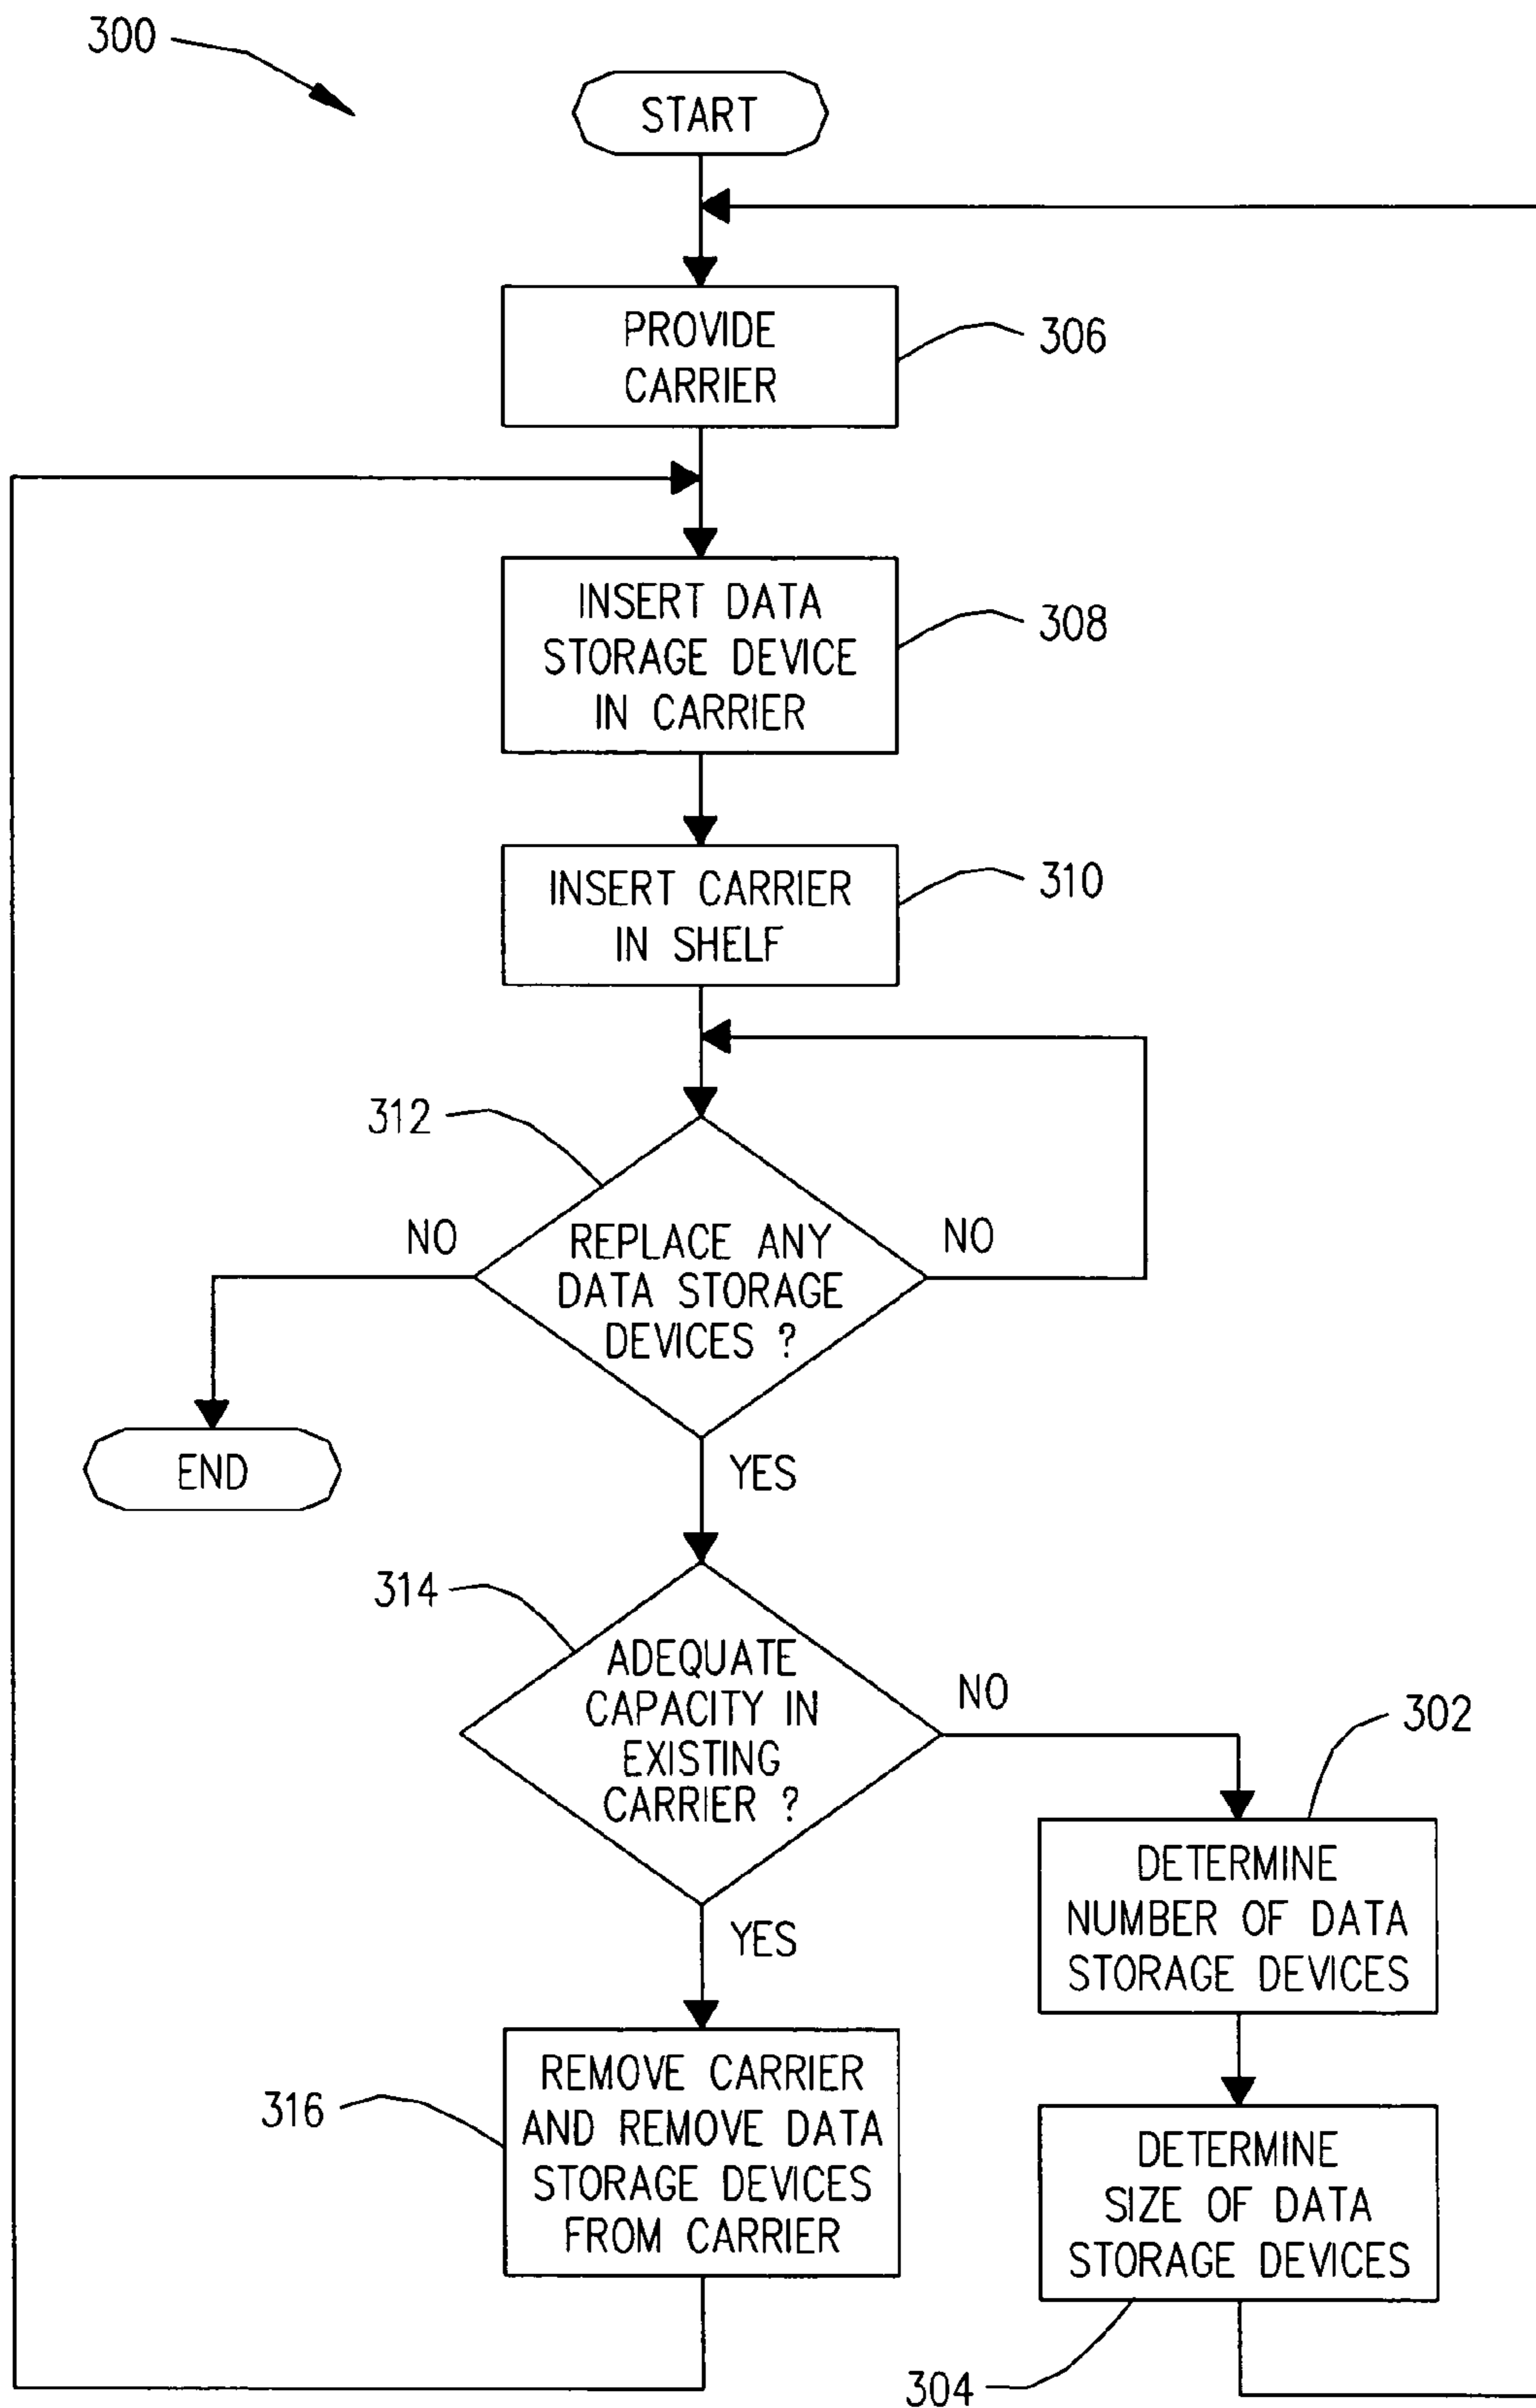 300
START
PROVIDE
CARRIER
306
INSERT DATA
STORAGE DEVICE
IN CARRIER
308
INSERT CARRIER
IN SHELF
310
312
NO
REPLACE ANY
DATA STORAGE
DEVICES ?
NO
END
YES
314
ADEQUATE
CAPACITY IN
EXISTING
CARRIER ?
NO
302
DETERMINE
NUMBER OF DATA
STORAGE DEVICES
YES
316
REMOVE CARRIER
AND REMOVE DATA
STORAGE DEVICES
FROM CARRIER
DETERMINE
SIZE OF DATA
STORAGE DEVICES
304